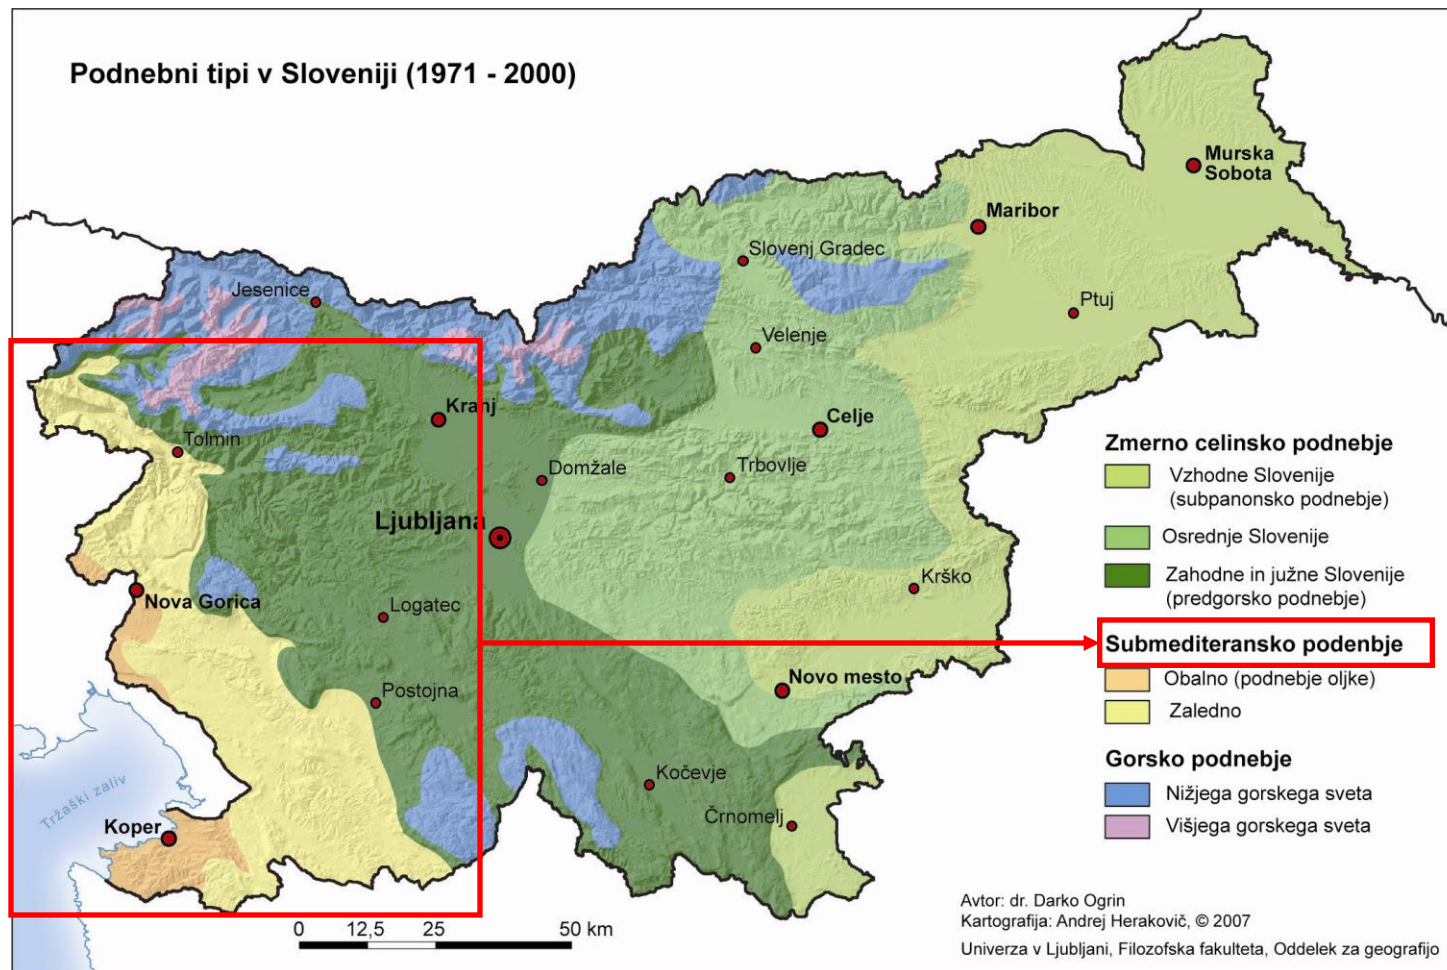 Podnebni tipi v Sloveniji (1971 - 2000)
Murska
Sobota
Maribor
Slovenj Gradec
Jesenice
Ptuj
Velenje
Kranj
Celje
Tolmin
Domžale
Trbovlje
Ljubljana
Krško
Nova Gorica
Logatec
Novo mesto
Postojna
Kočevje
Tržaški zaliv
Koper
Črnomelj
0 12,5 25 50 km
Zmerno celinsko podnebje
Vzhodne Slovenije
(subpanonsko podnebje)
Osrednje Slovenije
Zahodne in južne Slovenije
(predgorsko podnebje)
Submediteransko podenbje
Obalno (podnebje oljke)
Zaledno
Gorsko podnebje
Nižjega gorskega sveta
Višjega gorskega sveta
Avtor: dr. Darko Ogrin
Kartografija: Andrej Herakovič, © 2007
Univerza v Ljubljani, Filozofska fakulteta, Oddelek za geografijo